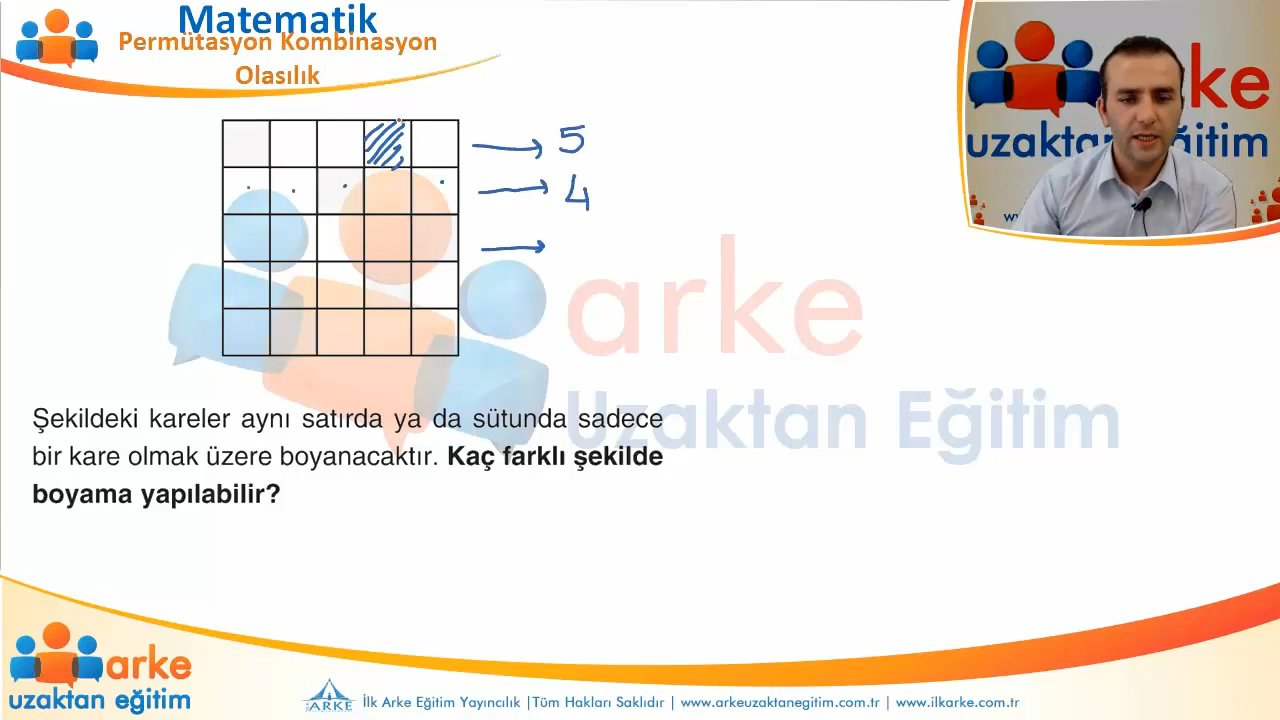 Matematik
Permütasyon Kombinasyon
Olasılık
rke
uzaktan eğitim
5
4
arke
Uzaktan Eğitim
Şekildeki kareler aynı satırda ya da sütunda sadece
bir kare olmak üzere boyanacaktır. Kaç farklı şekilde
boyama yapılabilir?
arke
uzaktan eğitim
ARKE
İlk Arke Eğitim Yayıncılık |Tüm Hakları Saklıdır | www.arkeuzaktanegitim.com.tr | www.ilkarke.com.tr